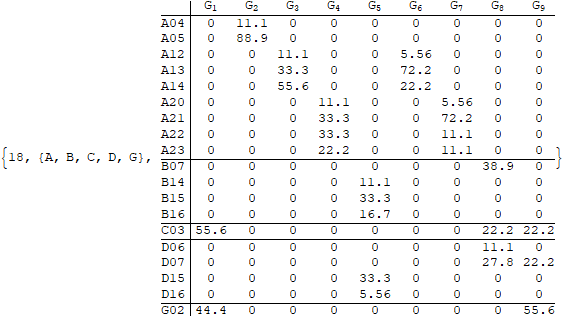 G1 G2 G3 G4 G5 G6 G7 G8 G9
A04 0 11.1 0 0 0 0 0 0 0
A05 0 88.9 0 0 0 0 0 0 0
A12 0 0 11.1 0 0 5.56 0 0 0
A13 0 0 33.3 0 0 72.2 0 0 0
A14 0 0 55.6 0 0 22.2 0 0 0
A20 0 0 0 11.1 0 0 5.56 0 0
A21 0 0 0 33.3 0 0 72.2 0 0
A22 0 0 0 33.3 0 0 11.1 0 0
A23 0 0 0 22.2 0 0 11.1 0 0
{18, {A, B, C, D, G}, B07 0 0 0 0 0 0 0 38.9 0 }
B14 0 0 0 0 11.1 0 0 0 0
B15 0 0 0 0 33.3 0 0 0 0
B16 0 0 0 0 16.7 0 0 0 0
C03 55.6 0 0 0 0 0 0 22.2 22.2
D06 0 0 0 0 0 0 0 11.1 0
D07 0 0 0 0 0 0 0 27.8 22.2
D15 0 0 0 0 33.3 0 0 0 0
D16 0 0 0 0 5.56 0 0 0 0
G02 44.4 0 0 0 0 0 0 0 55.6